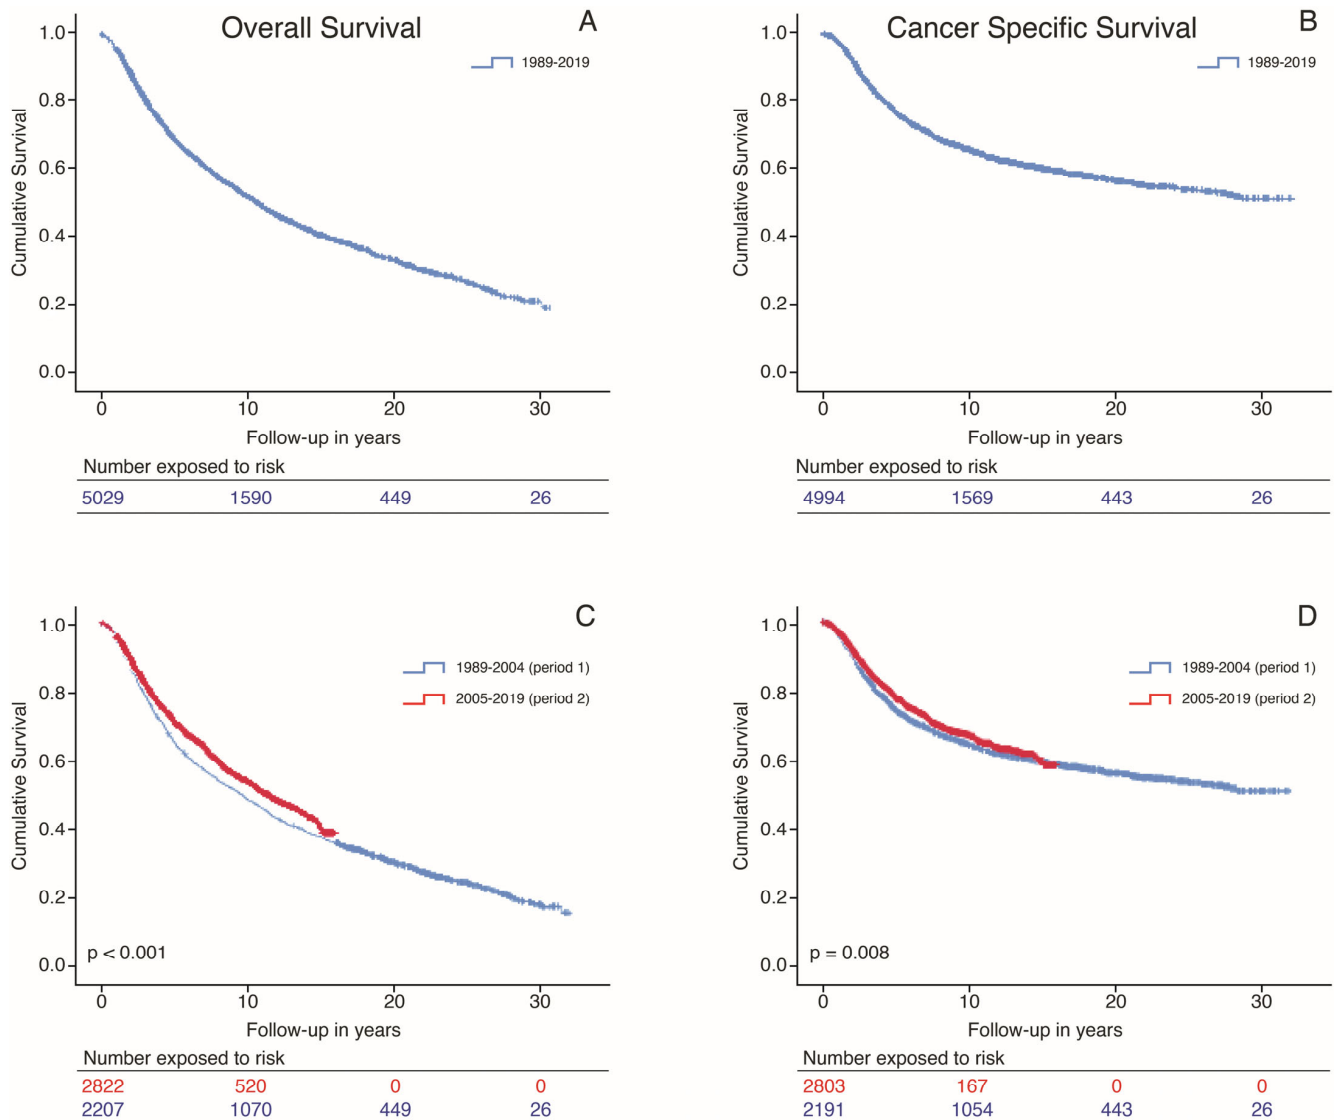 Overall Survival
A
1989-2019
Cumulative Survival
1.0
0.8
0.6
0.4
0.2
0.0
0 10 20 30
Follow-up in years
Number exposed to risk
5029 1590 449 26
Cancer Specific Survival
B
1989-2019
Cumulative Survival
1.0
0.8
0.6
0.4
0.2
0.0
0 10 20 30
Follow-up in years
Number exposed to risk
4994 1569 443 26
C
1989-2004 (period 1)
2005-2019 (period 2)
Cumulative Survival
1.0
0.8
0.6
0.4
0.2
0.0
p < 0.001
0 10 20 30
Follow-up in years
Number exposed to risk
2822 520 0 0
2207 1070 449 26
D
1989-2004 (period 1)
2005-2019 (period 2)
Cumulative Survival
1.0
0.8
0.6
0.4
0.2
0.0
p = 0.008
0 10 20 30
Follow-up in years
Number exposed to risk
2803 167 0 0
2191 1054 443 26